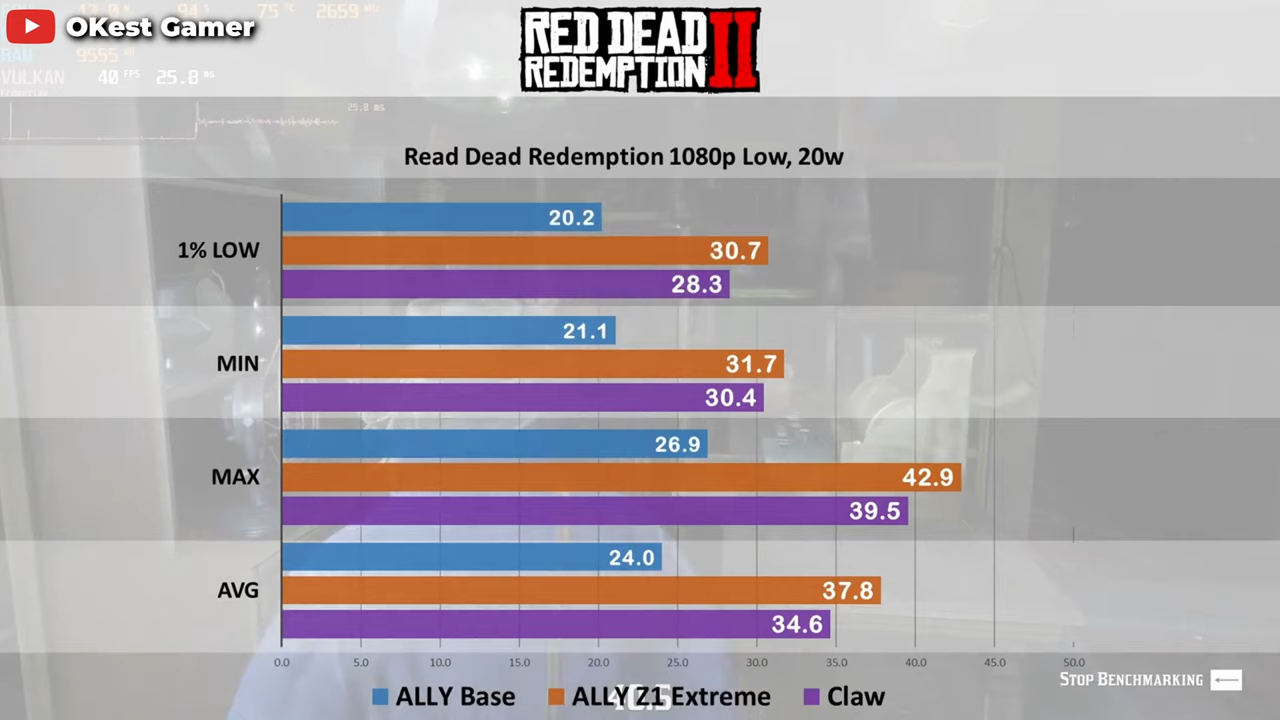 OKest Gamer
94 % 75 °C 2659
RAM 9555
VULKAN 40 FPS 25.8 ms
25.8 ms
RED DEAD
REDEMPTION II
Read Dead Redemption 1080p Low, 20w
1% LOW
20.2
30.7
28.3
MIN
21.1
31.7
30.4
MAX
26.9
42.9
39.5
AVG
24.0
37.8
34.6
0.0 5.0 10.0 15.0 20.0 25.0 30.0 35.0 40.0 45.0 50.0
STOP BENCHMARKING
ALLY Base ALLY Z1 Extreme Claw